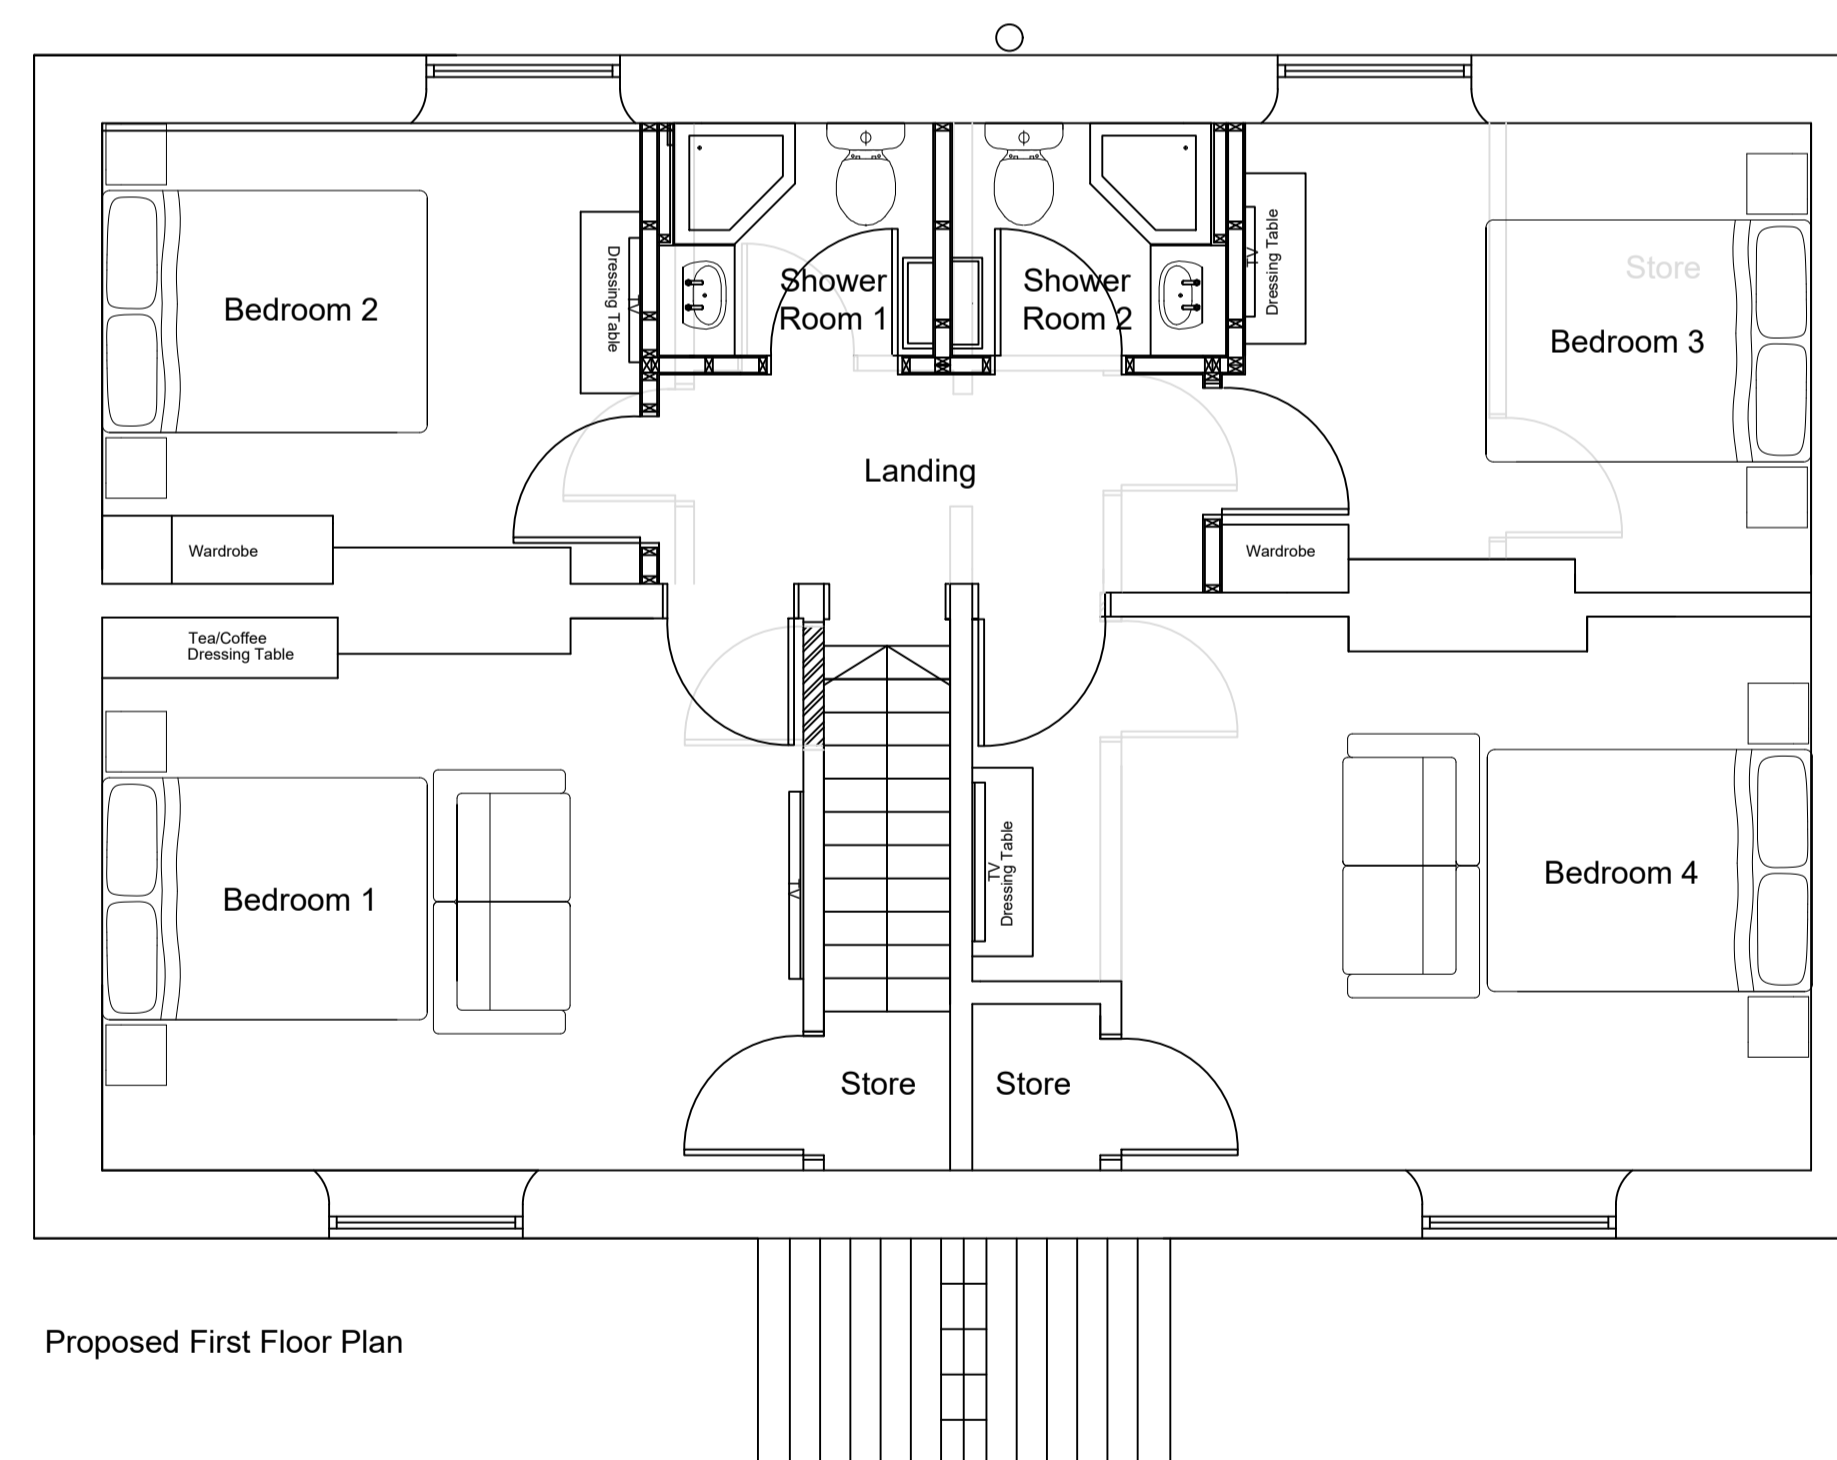 Bedroom 2
Dressing Table
TV
Shower
Room 1
Shower
Room 2
TV
Dressing Table
Store
Bedroom 3
Landing
Wardrobe
Wardrobe
Tea/Coffee
Dressing Table
Bedroom 1
TV
TV
Dressing Table
Bedroom 4
Store
Store
Proposed First Floor Plan